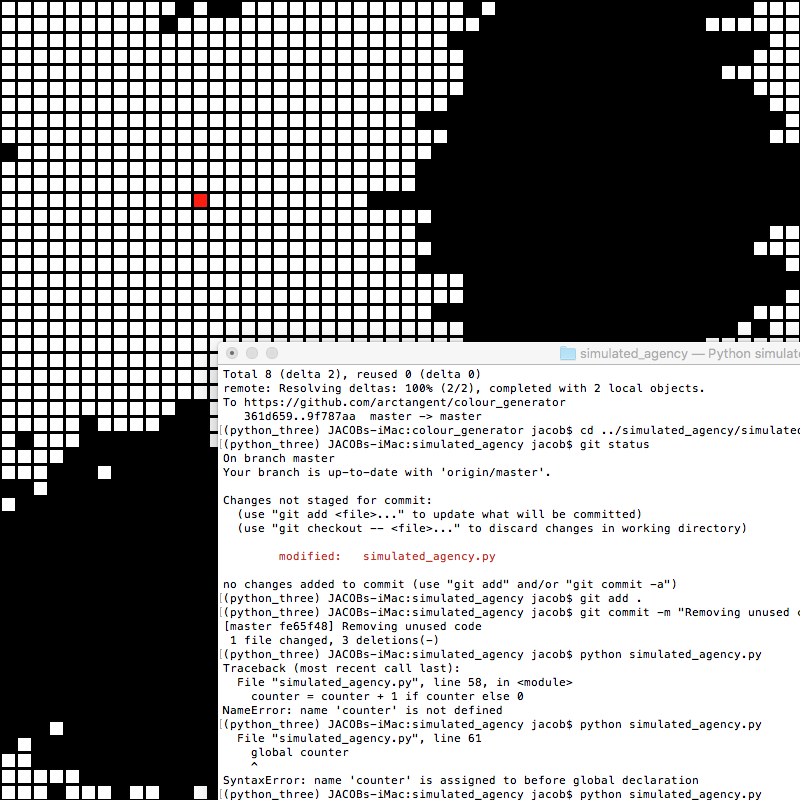 simulated_agency — Python simulat
Total 8 (delta 2), reused 0 (delta 0)
remote: Resolving deltas: 100% (2/2), completed with 2 local objects.
To https://github.com/arctangent/colour_generator
   361d659..9f787aa  master -> master
[(python_three) JACOBs-iMac:colour_generator jacob$ cd ../simulated_agency/simulate
[(python_three) JACOBs-iMac:simulated_agency jacob$ git status
On branch master
Your branch is up-to-date with 'origin/master'.
Changes not staged for commit:
  (use "git add <file>..." to update what will be committed)
  (use "git checkout -- <file>..." to discard changes in working directory)
        modified:   simulated_agency.py
no changes added to commit (use "git add" and/or "git commit -a")
[(python_three) JACOBs-iMac:simulated_agency jacob$ git add .
[(python_three) JACOBs-iMac:simulated_agency jacob$ git commit -m "Removing unused c
[master fe65f48] Removing unused code
 1 file changed, 3 deletions(-)
[(python_three) JACOBs-iMac:simulated_agency jacob$ python simulated_agency.py
Traceback (most recent call last):
  File "simulated_agency.py", line 58, in <module>
    counter = counter + 1 if counter else 0
NameError: name 'counter' is not defined
[(python_three) JACOBs-iMac:simulated_agency jacob$ python simulated_agency.py
  File "simulated_agency.py", line 61
    global counter
    ^
SyntaxError: name 'counter' is assigned to before global declaration
[(python_three) JACOBs-iMac:simulated_agency jacob$ python simulated_agency.py